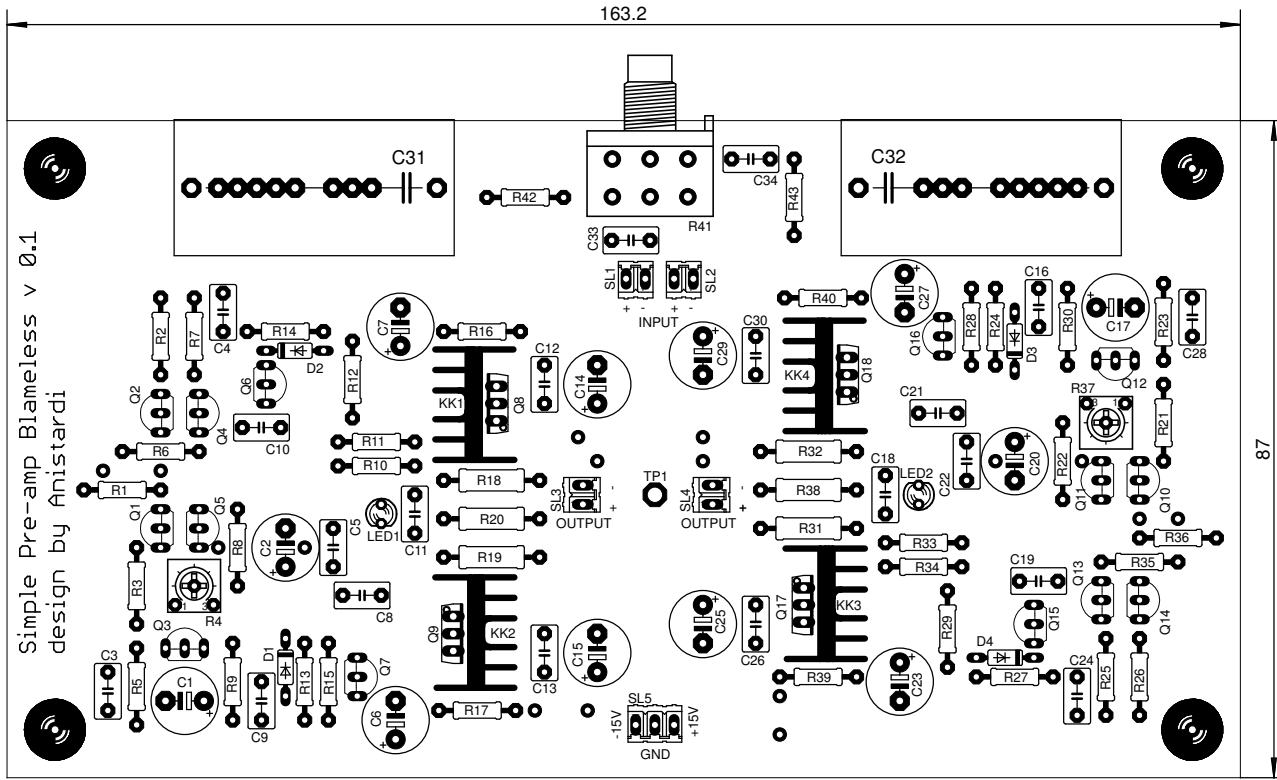 163.2
87
Simple Pre-amp Blameless v 0.1
design by Anistardi
C31
C32
R42
C34
R43
R41
C33
SL1
SL2
+ -
+ -
INPUT
R2
R7
C4
R14
D2
Q6
R12
C7
+
R16
C12
C14
+
C29
+
C30
R40
C27
+
Q16
R28
R24
D3
C16
R30
C17
+
R23
C28
Q12
Q2
Q4
C10
KK1
Q8
KK4
Q18
C21
R37
3 1
R21
R6
R11
R10
R32
C18
LED2
C22
C20
+
R22
R1
R18
SL3
-
+
OUTPUT
TP1
SL4
-
+
OUTPUT
R38
Q11
Q10
Q1
Q5
R8
C2
+
C5
LED1
C11
R20
R31
R36
R3
R19
R33
R34
R35
1 3
R4
C8
C19
Q13
Q14
Q3
Q9
KK2
C15
+
C25
+
C26
Q17
KK3
R29
Q15
D4
C3
R5
C1
+
R9
D1
C9
R13
R15
Q7
C6
+
C13
R39
C23
+
R27
C24
R25
R26
R17
SL5
-15V
+15V
GND